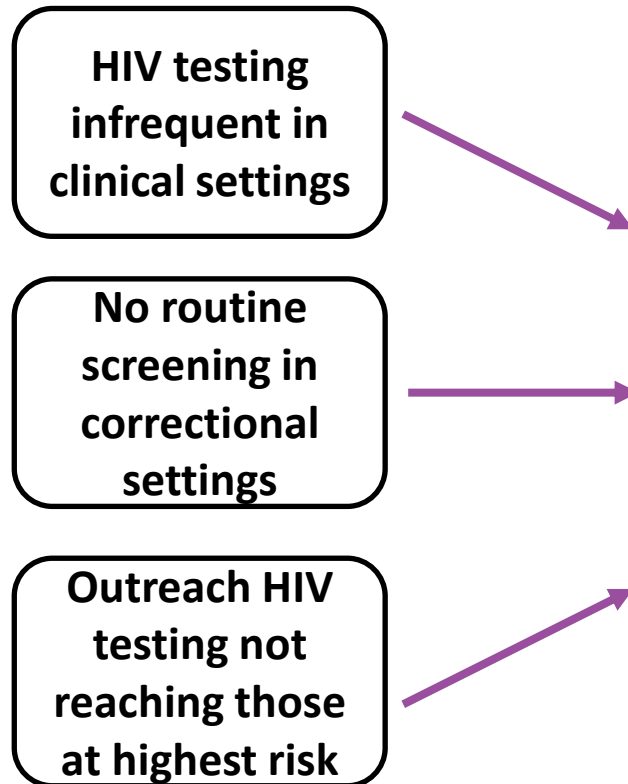 HIV testing
infrequent in
clinical settings
No routine
screening in
correctional
settings
Outreach HIV
testing not
reaching those
at highest risk